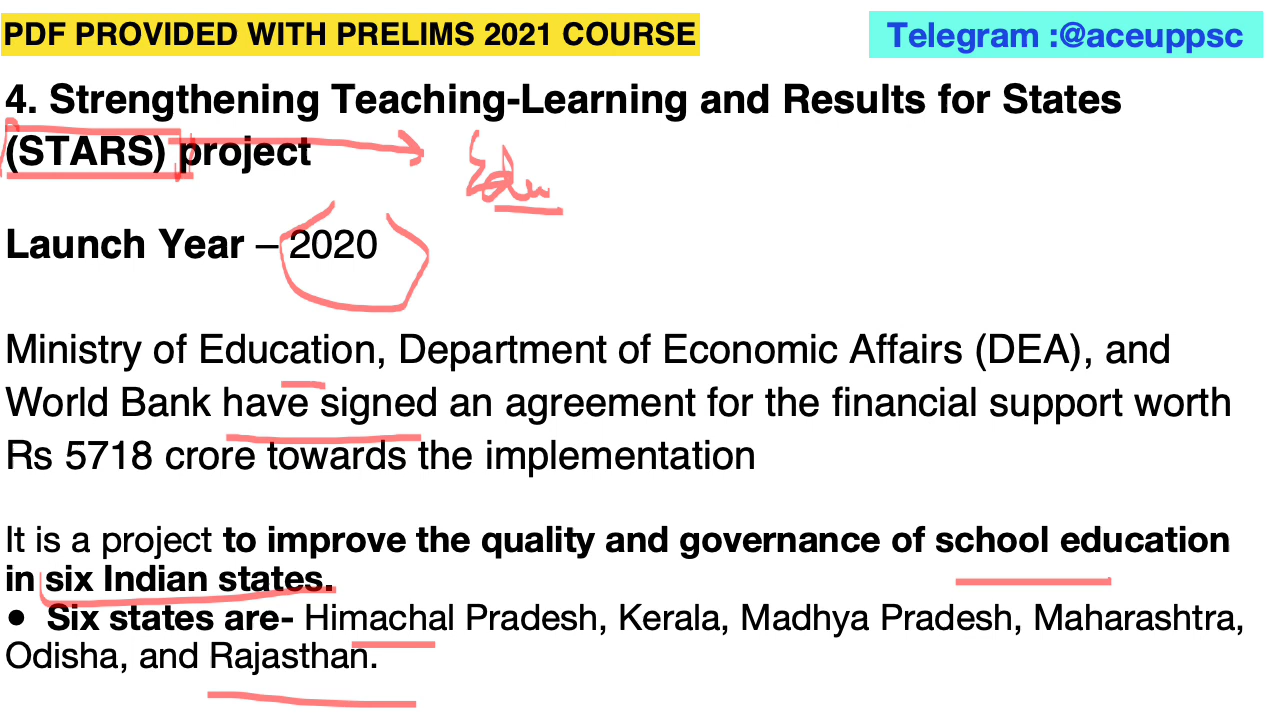 PDF PROVIDED WITH PRELIMS 2021 COURSE
Telegram :@aceuppsc
4. Strengthening Teaching-Learning and Results for States
(STARS) project
Launch Year – 2020
Ministry of Education, Department of Economic Affairs (DEA), and
World Bank have signed an agreement for the financial support worth
Rs 5718 crore towards the implementation
It is a project to improve the quality and governance of school education
in six Indian states.
● Six states are- Himachal Pradesh, Kerala, Madhya Pradesh, Maharashtra,
Odisha, and Rajasthan.